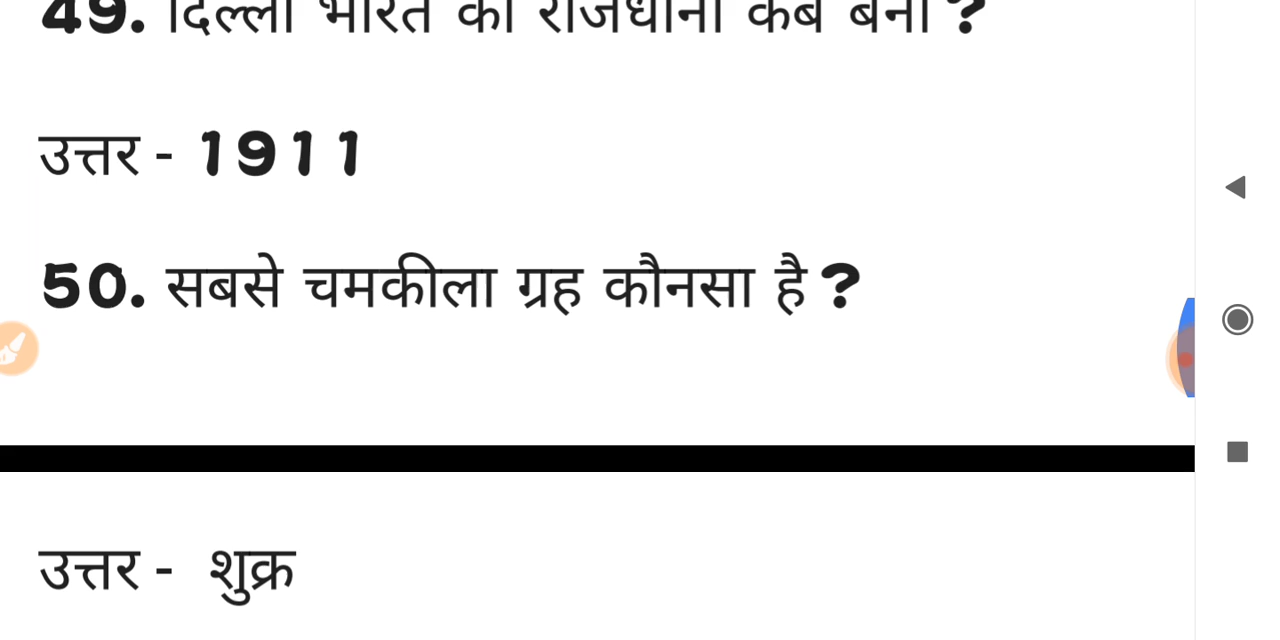 49. दिल्ली भारत की राजधानी कब बनी?
उत्तर - 1911
50. सबसे चमकीला ग्रह कौनसा है?
उत्तर - शुक्र